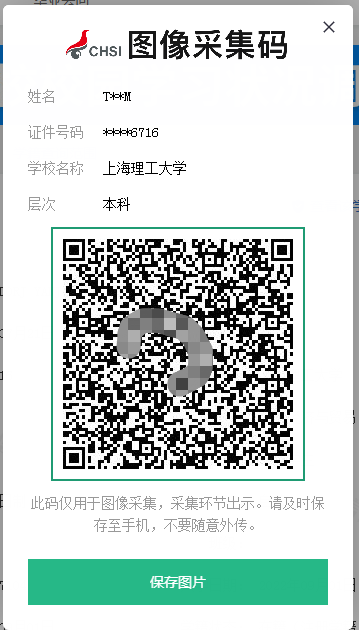 CHSI 图像采集码
姓名 T**M
证件号码 ****6716
学校名称 上海理工大学
层次 本科
此码仅用于图像采集，采集环节出示。请及时保
存至手机，不要随意外传。
保存图片